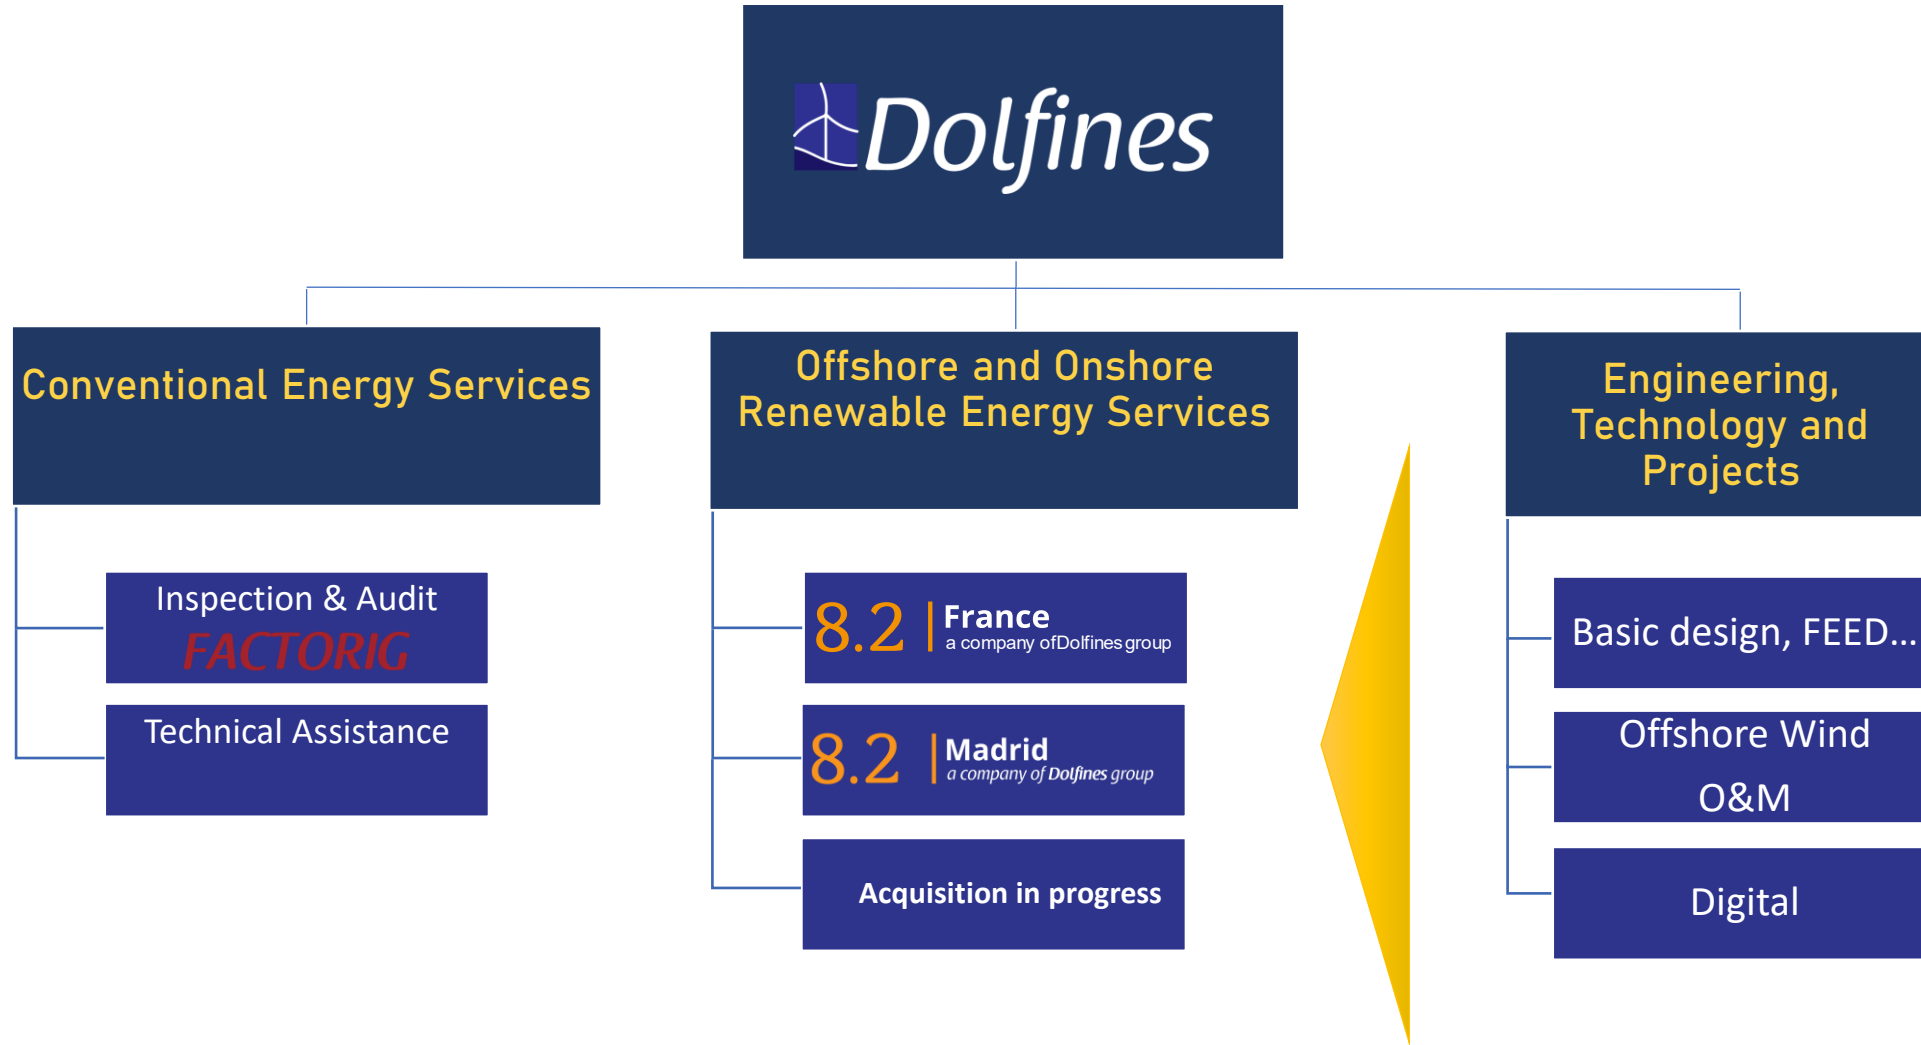 Dolfines
Conventional Energy Services
Inspection & Audit
FACTORIG
Technical Assistance
Offshore and Onshore
Renewable Energy Services
8.2 | France
a company ofDolfines group
8.2 | Madrid
a company of Dolfines group
Acquisition in progress
Engineering,
Technology and
Projects
Basic design, FEED...
Offshore Wind
O&M
Digital